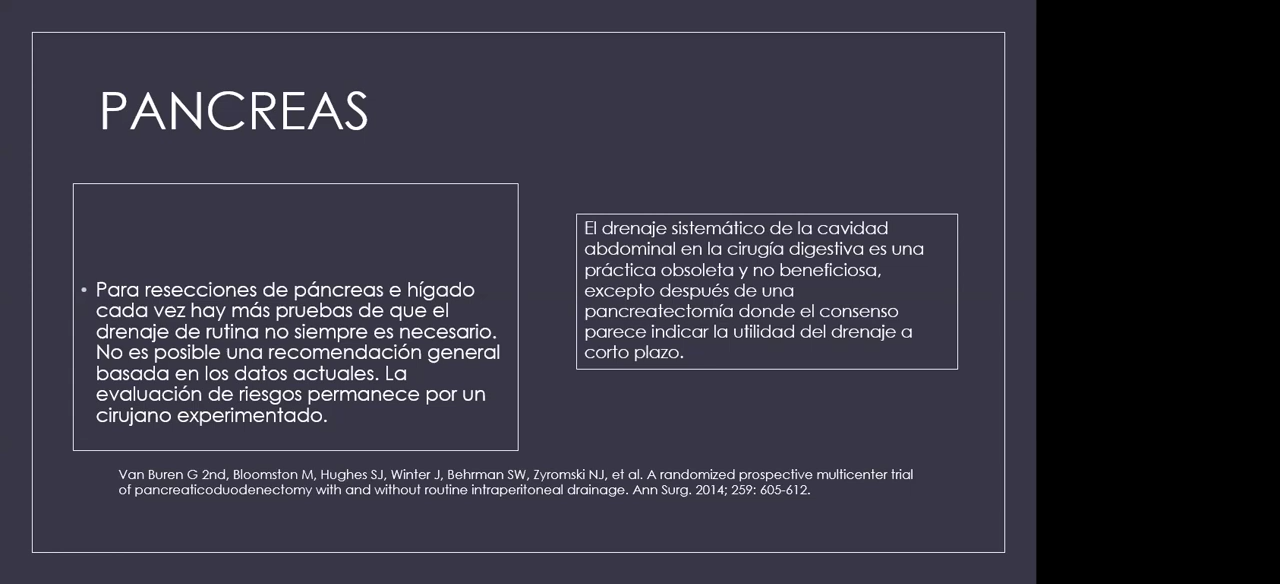 PANCREAS
• Para resecciones de páncreas e hígado
cada vez hay más pruebas de que el
drenaje de rutina no siempre es necesario.
No es posible una recomendación general
basada en los datos actuales. La
evaluación de riesgos permanece por un
cirujano experimentado.
El drenaje sistemático de la cavidad
abdominal en la cirugía digestiva es una
práctica obsoleta y no beneficiosa,
excepto después de una
pancreatectomía donde el consenso
parece indicar la utilidad del drenaje a
corto plazo.
Van Buren G 2nd, Bloomston M, Hughes SJ, Winter J, Behrman SW, Zyromski NJ, et al. A randomized prospective multicenter trial
of pancreaticoduodenectomy with and without routine intraperitoneal drainage. Ann Surg. 2014; 259: 605-612.